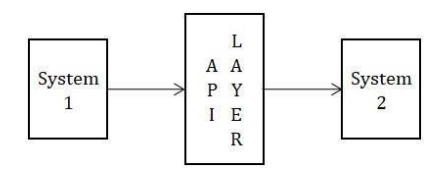 System
1
API
LAYER
System
2